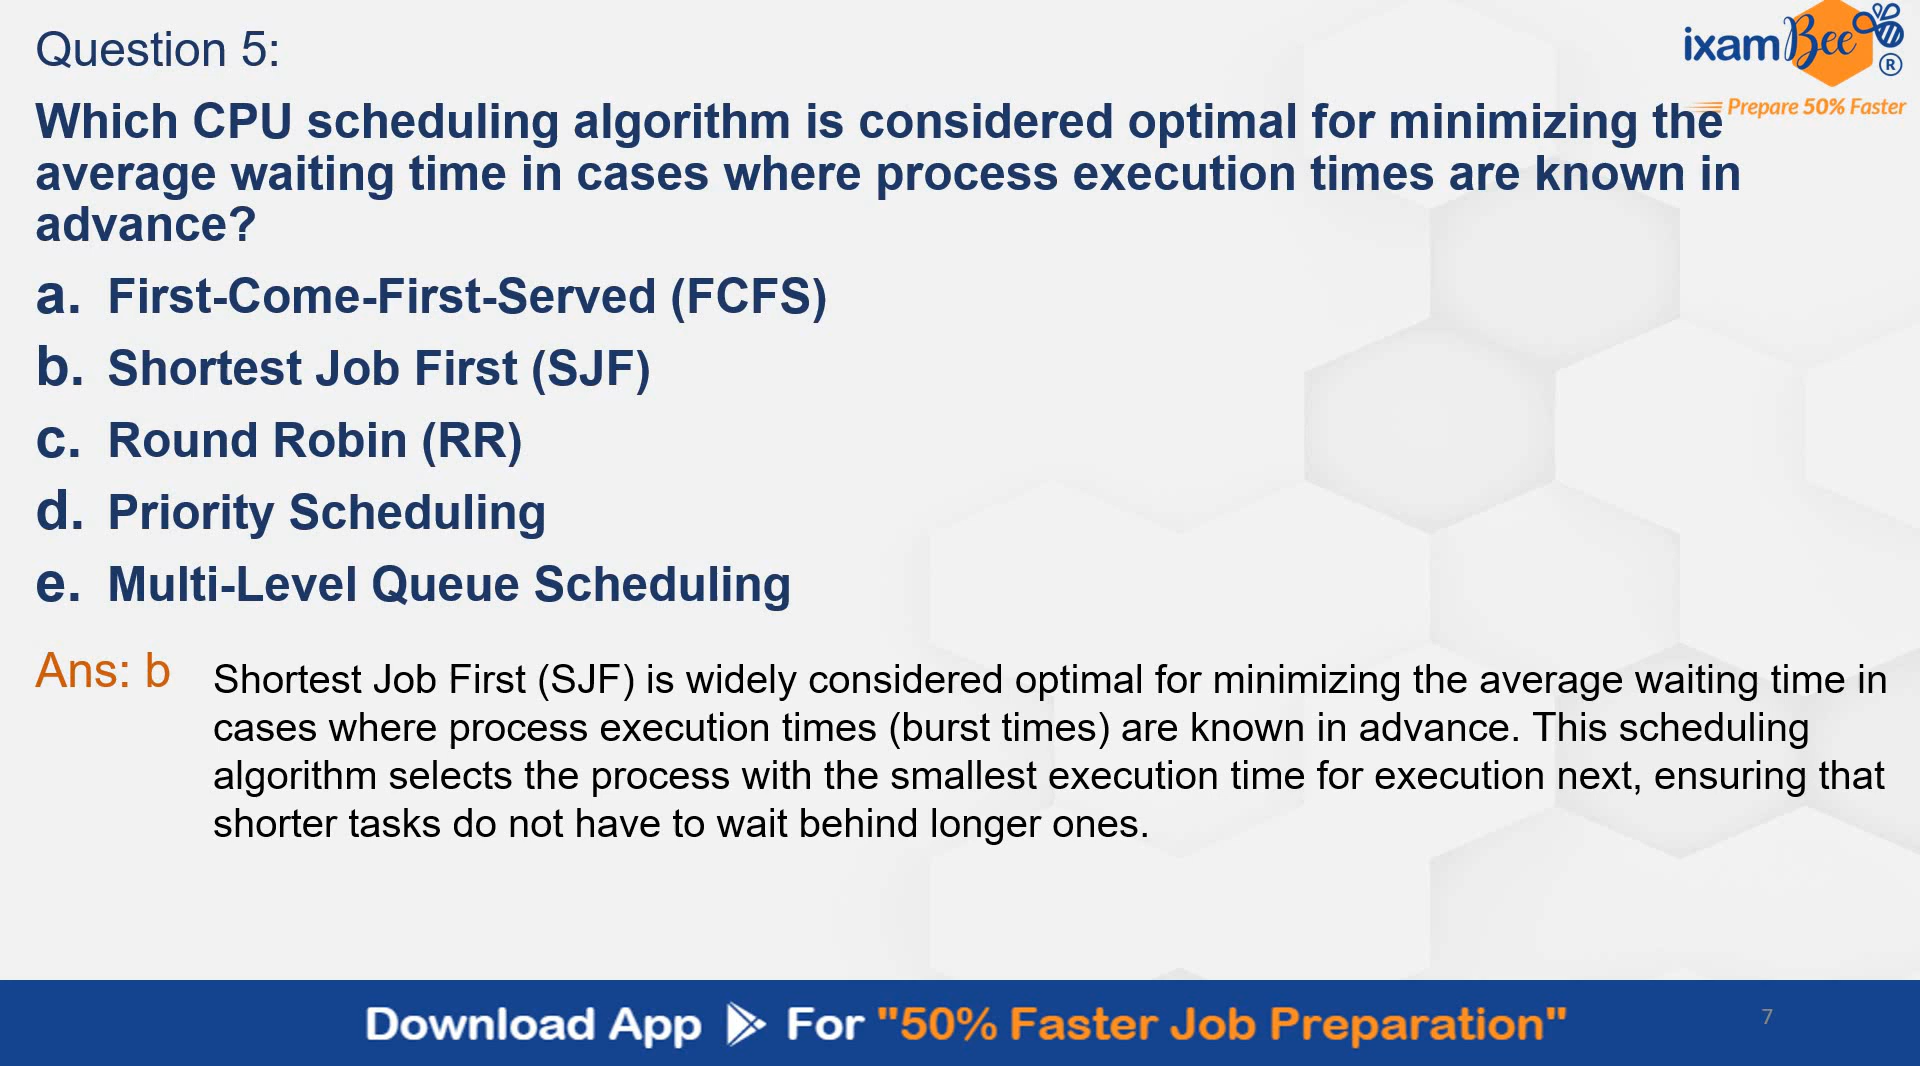 Question 5:
ixamBee®
Prepare 50% Faster
Which CPU scheduling algorithm is considered optimal for minimizing the
average waiting time in cases where process execution times are known in
advance?
a. First-Come-First-Served (FCFS)
b. Shortest Job First (SJF)
c. Round Robin (RR)
d. Priority Scheduling
e. Multi-Level Queue Scheduling
Ans: b
Shortest Job First (SJF) is widely considered optimal for minimizing the average waiting time in
cases where process execution times (burst times) are known in advance. This scheduling
algorithm selects the process with the smallest execution time for execution next, ensuring that
shorter tasks do not have to wait behind longer ones.
Download App For "50% Faster Job Preparation"
7